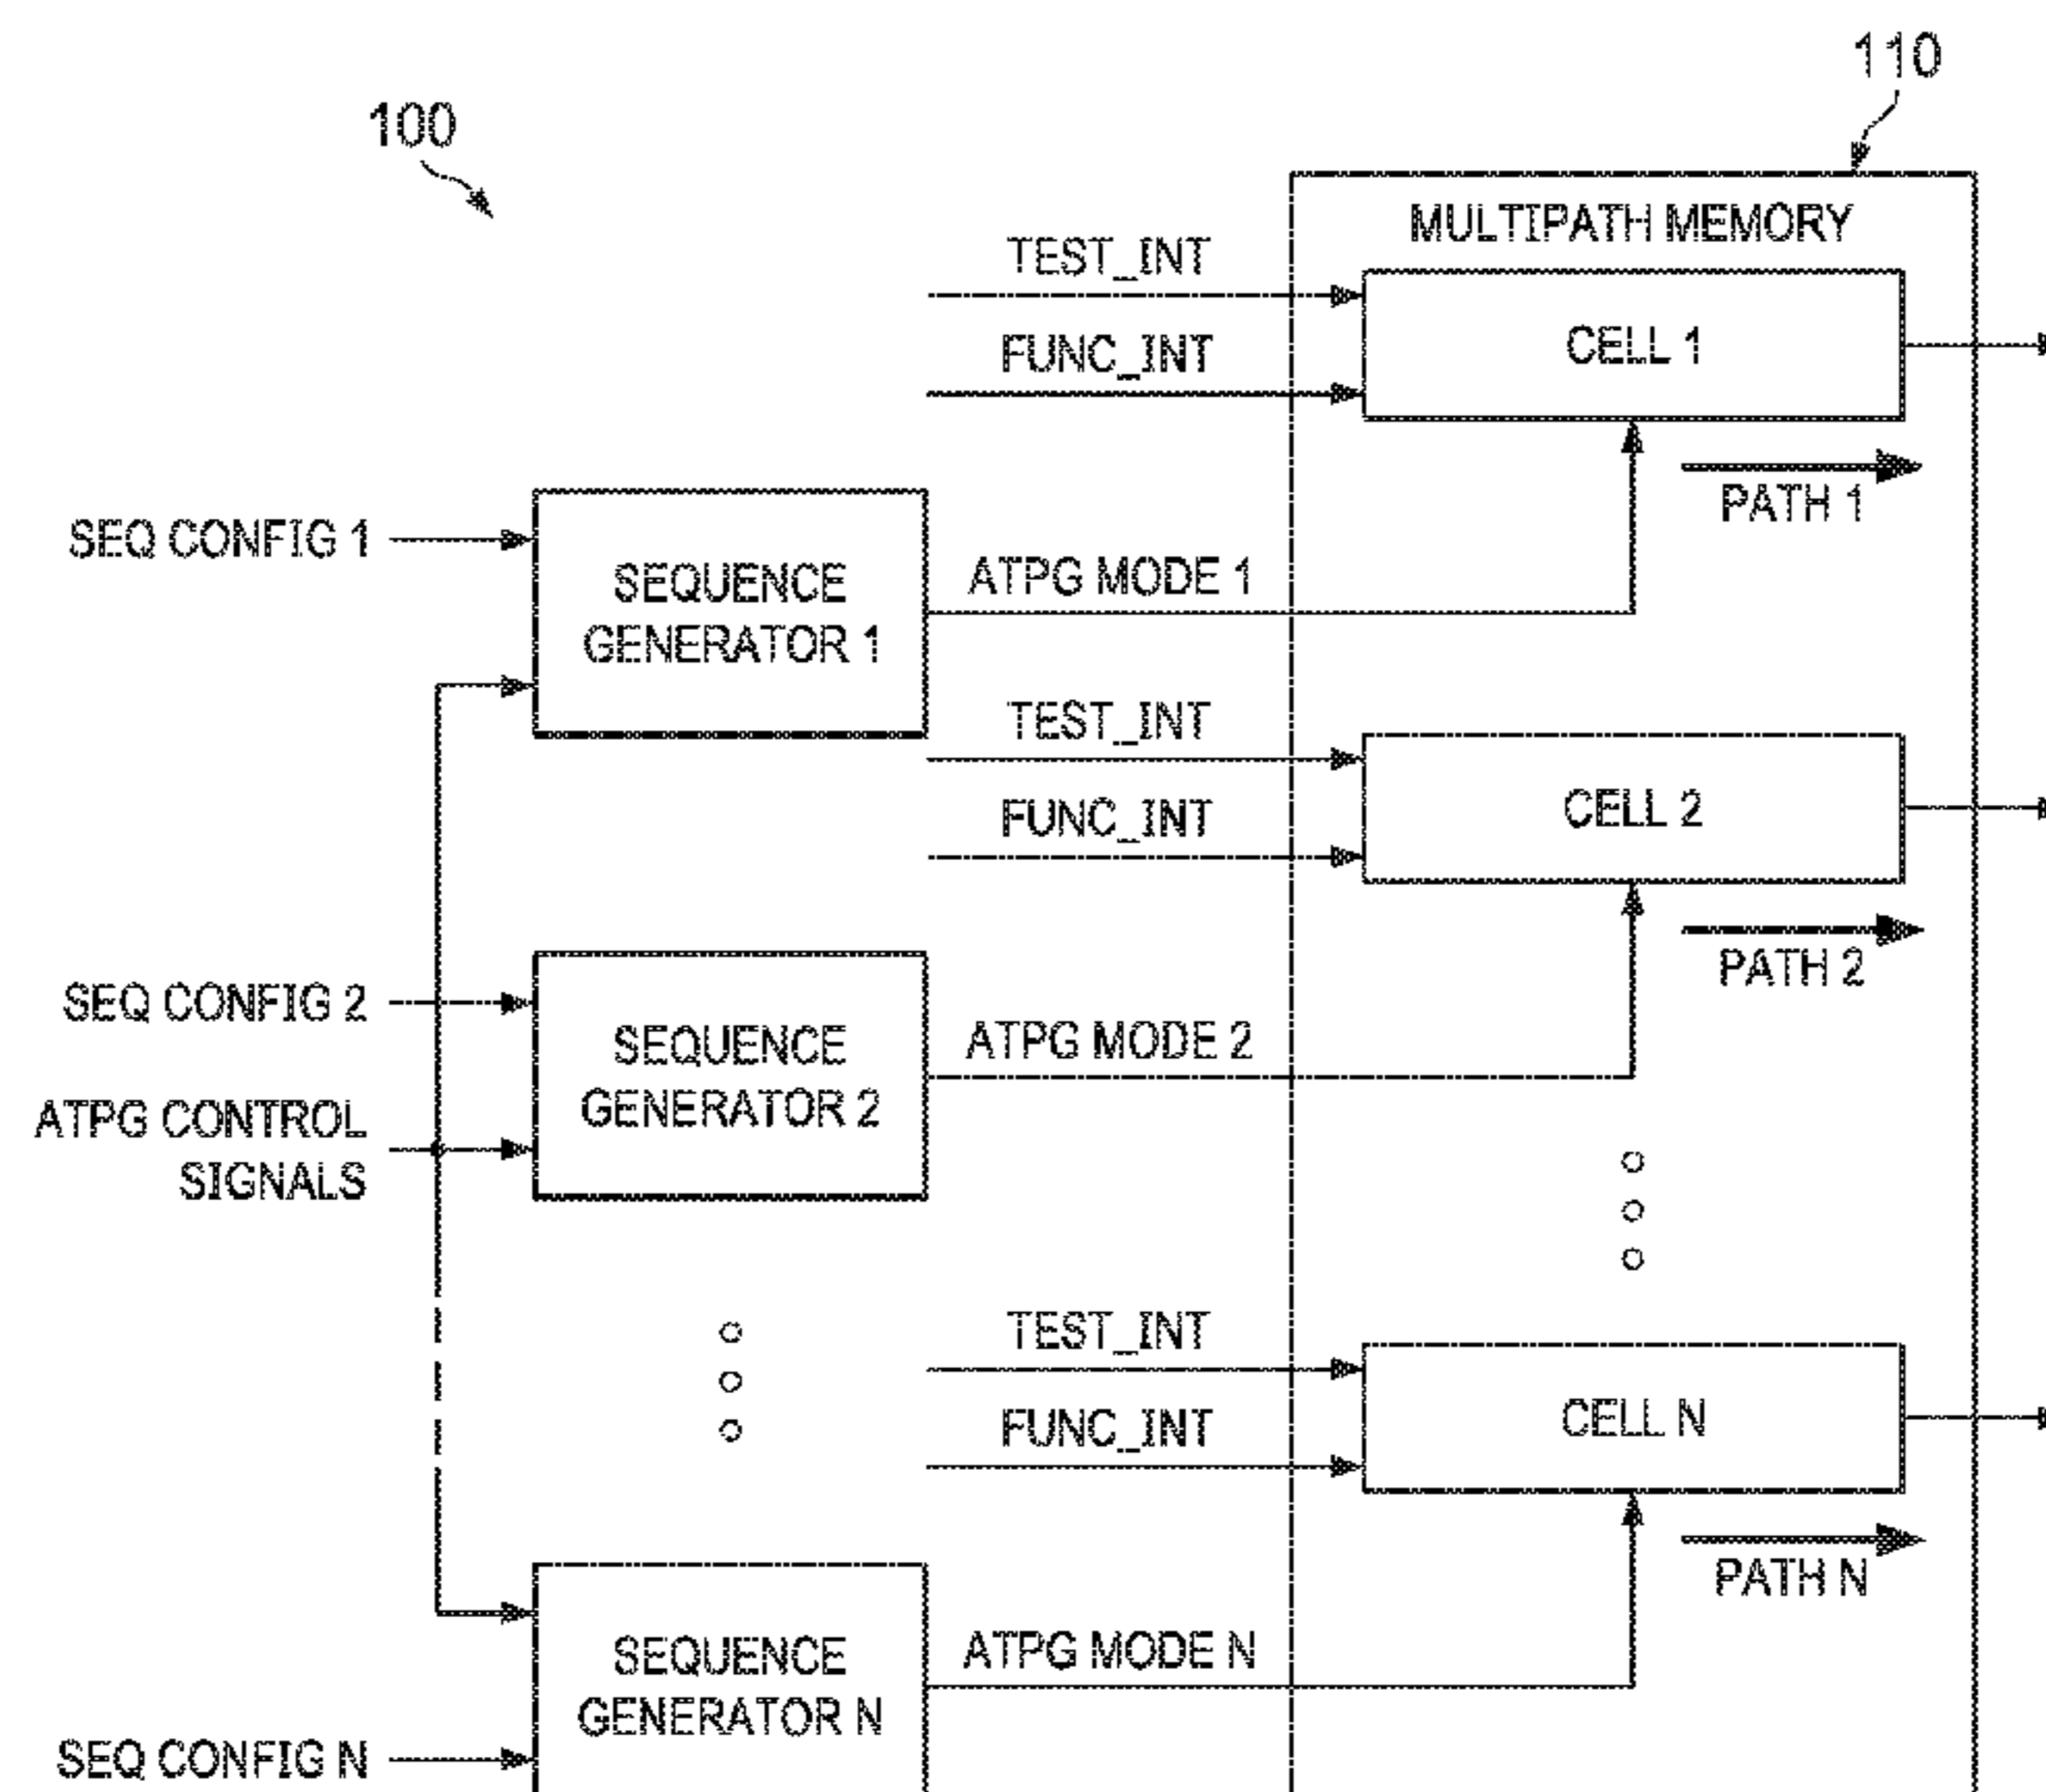 110
100
MULTIPATH MEMORY
TEST_INT
CELL 1
FUNC_INT
PATH 1
SEQ CONFIG 1
ATPG MODE 1
SEQUENCE
GENERATOR 1
TEST_INT
CELL 2
FUNC_INT
PATH 2
SEQ CONFIG 2
ATPG MODE 2
SEQUENCE
GENERATOR 2
ATPG CONTROL
SIGNALS
TEST_INT
CELL N
FUNC_INT
PATH N
ATPG MODE N
SEQUENCE
GENERATOR N
SEQ CONFIG N